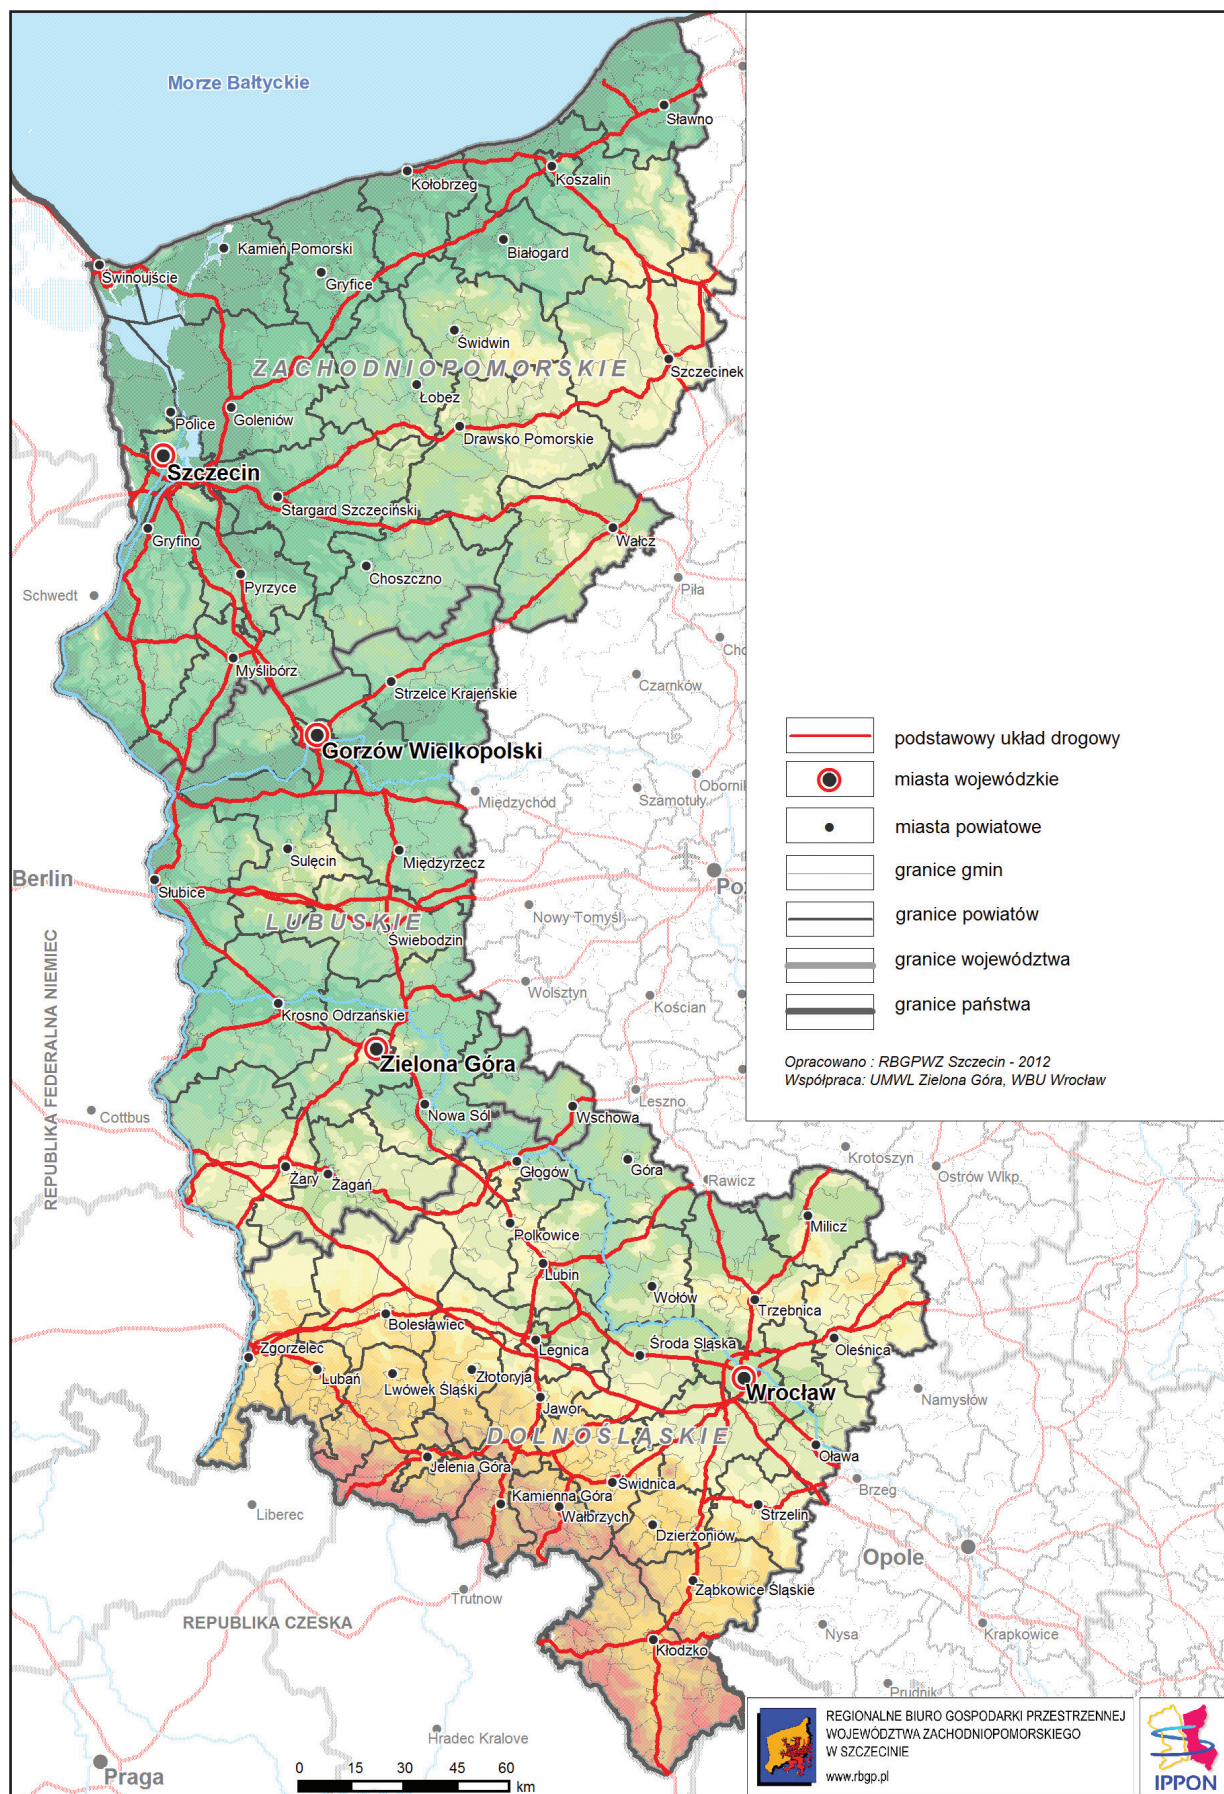 Morze Bałtyckie
Sławno
Kołobrzeg
Koszalin
Kamień Pomorski
Białogard
Świnoujście
Gryfice
Świdwin
ZACHODNIOPOMORSKIE
Szczecinek
Łobez
Police
Goleniów
Drawsko Pomorskie
Szczecin
Stargard Szczeciński
Gryfino
Wałcz
Choszczno
Pyrzyce
Piła
Schwedt
Myślibórz
Czarnków
Strzelce Krajeńskie
Gorzów Wielkopolski
podstawowy układ drogowy
miasta wojewódzkie
Międzychód
Szamotuły
miasta powiatowe
Sulęcin
Międzyrzecz
granice gmin
Berlin
Słubice
Nowy Tomyśl
granice powiatów
LUBUSKIE
Świebodzin
granice województwa
REPUBLIKA FEDERALNA NIEMIEC
Wolsztyn
Kościan
granice państwa
Krosno Odrzańskie
Zielona Góra
Opracowano : RBGPWZ Szczecin - 2012
Współpraca: UMWL Zielona Góra, WBU Wrocław
Leszno
Cottbus
Nowa Sól
Wschowa
Krotoszyn
Żary
Żagań
Głogów
Góra
Rawicz
Ostrów Wlkp.
Milicz
Polkowice
Lubin
Wołów
Trzebnica
Bolesławiec
Zgorzelec
Legnica
Środa Śląska
Oleśnica
Lubań
Lwówek Śląski
Złotoryja
Wrocław
Namysłów
Jawor
DOLNOŚLĄSKIE
Oława
Jelenia Góra
Świdnica
Brzeg
Liberec
Kamienna Góra
Wałbrzych
Strzelin
Dzierżoniów
Opole
Trutnow
Ząbkowice Śląskie
REPUBLIKA CZESKA
Nysa
Krapkowice
Kłodzko
Prudnik
Hradec Kralove
Praga
0 15 30 45 60
km
REGIONALNE BIURO GOSPODARKI PRZESTRZENNEJ
WOJEWÓDZTWA ZACHODNIOPOMORSKIEGO
W SZCZECINIE
www.rbgp.pl
IPPON